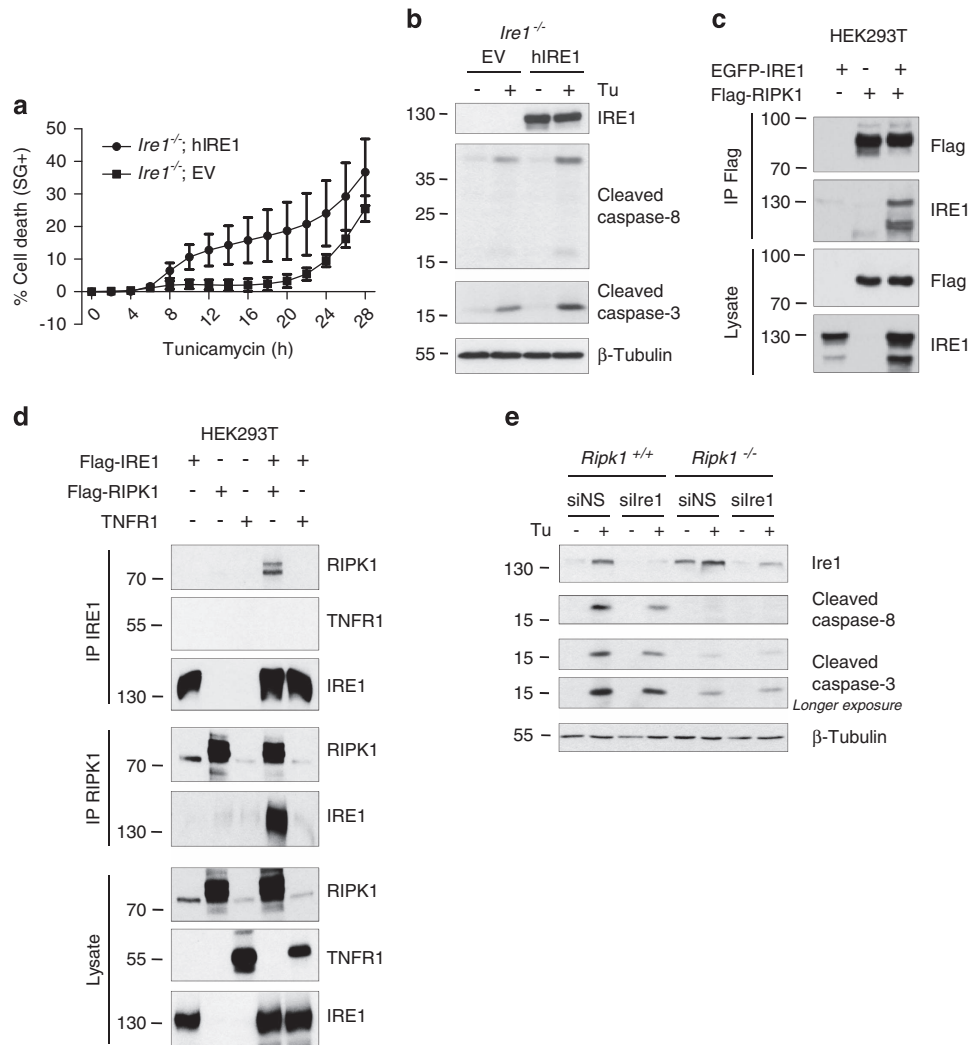 a
50
40
30
20
10
0
-10
% Cell death (SG+)
Ire1-/-; hIRE1
Ire1-/-; EV
0 4 8 12 16 20 24 28
Tunicamycin (h)
b
Ire1-/-
EV hIRE1
- + - + Tu
130 IRE1
35
25
15
Cleaved
caspase-8
15
Cleaved
caspase-3
55 β-Tubulin
c
HEK293T
EGFP-IRE1 + - +
Flag-RIPK1 - + +
IP Flag
100
70
Flag
130 IRE1
Lysate
100
70
Flag
130 IRE1
d
HEK293T
Flag-IRE1 + - - + +
Flag-RIPK1 - + - + -
TNFR1 - - + - +
IP IRE1
70 RIPK1
55 TNFR1
130 IRE1
IP RIPK1
70 RIPK1
130 IRE1
Lysate
70 RIPK1
55 TNFR1
130 IRE1
e
Ripk1 +/+ Ripk1 -/-
siNS siIre1 siNS siIre1
Tu - + - + - + - +
130 Ire1
15
Cleaved
caspase-8
15
Cleaved
caspase-3
15
Longer exposure
55 β-Tubulin